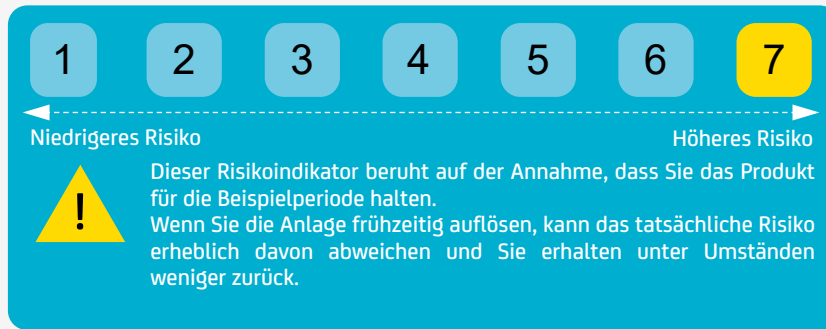 1 2 3 4 5 6 7
Niedrigeres Risiko Höheres Risiko
!
Dieser Risikoindikator beruht auf der Annahme, dass Sie das Produkt
für die Beispielperiode halten.
Wenn Sie die Anlage frühzeitig auflösen, kann das tatsächliche Risiko
erheblich davon abweichen und Sie erhalten unter Umständen
weniger zurück.